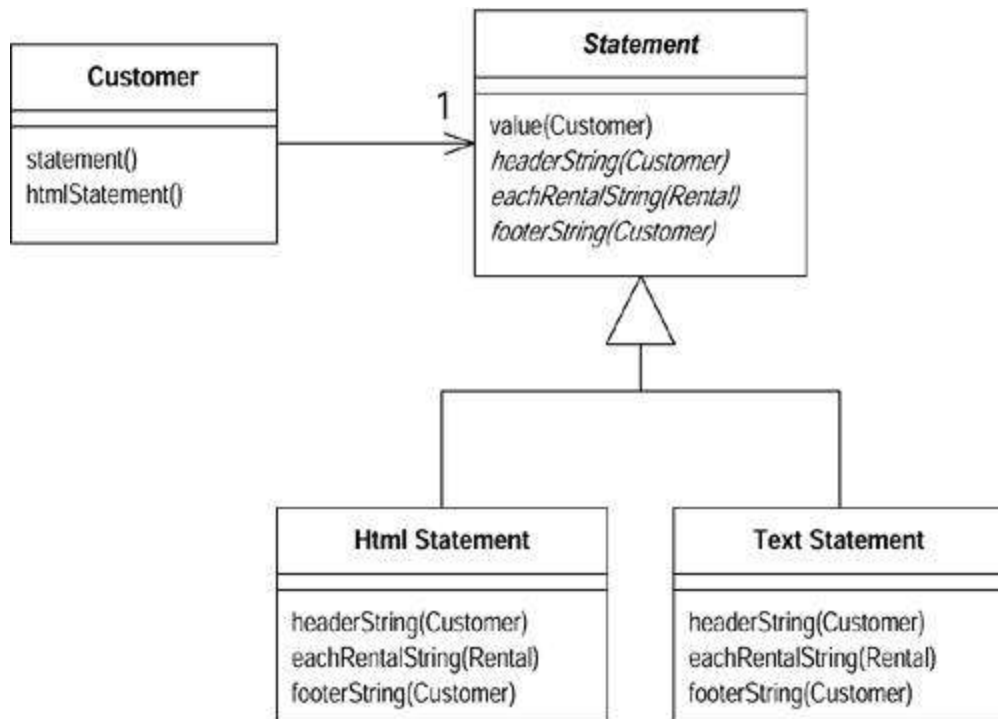 Customer
statement()
htmlStatement()
1
Statement
value(Customer)
headerString(Customer)
eachRentalString(Rental)
footerString(Customer)
Html Statement
headerString(Customer)
eachRentalString(Rental)
footerString(Customer)
Text Statement
headerString(Customer)
eachRentalString(Rental)
footerString(Customer)